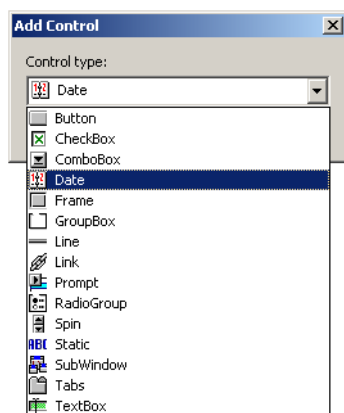 Add Control
Control type:
Date
Button
CheckBox
ComboBox
Date
Frame
GroupBox
Line
Link
Prompt
RadioGroup
Spin
ABC Static
SubWindow
Tabs
TextBox